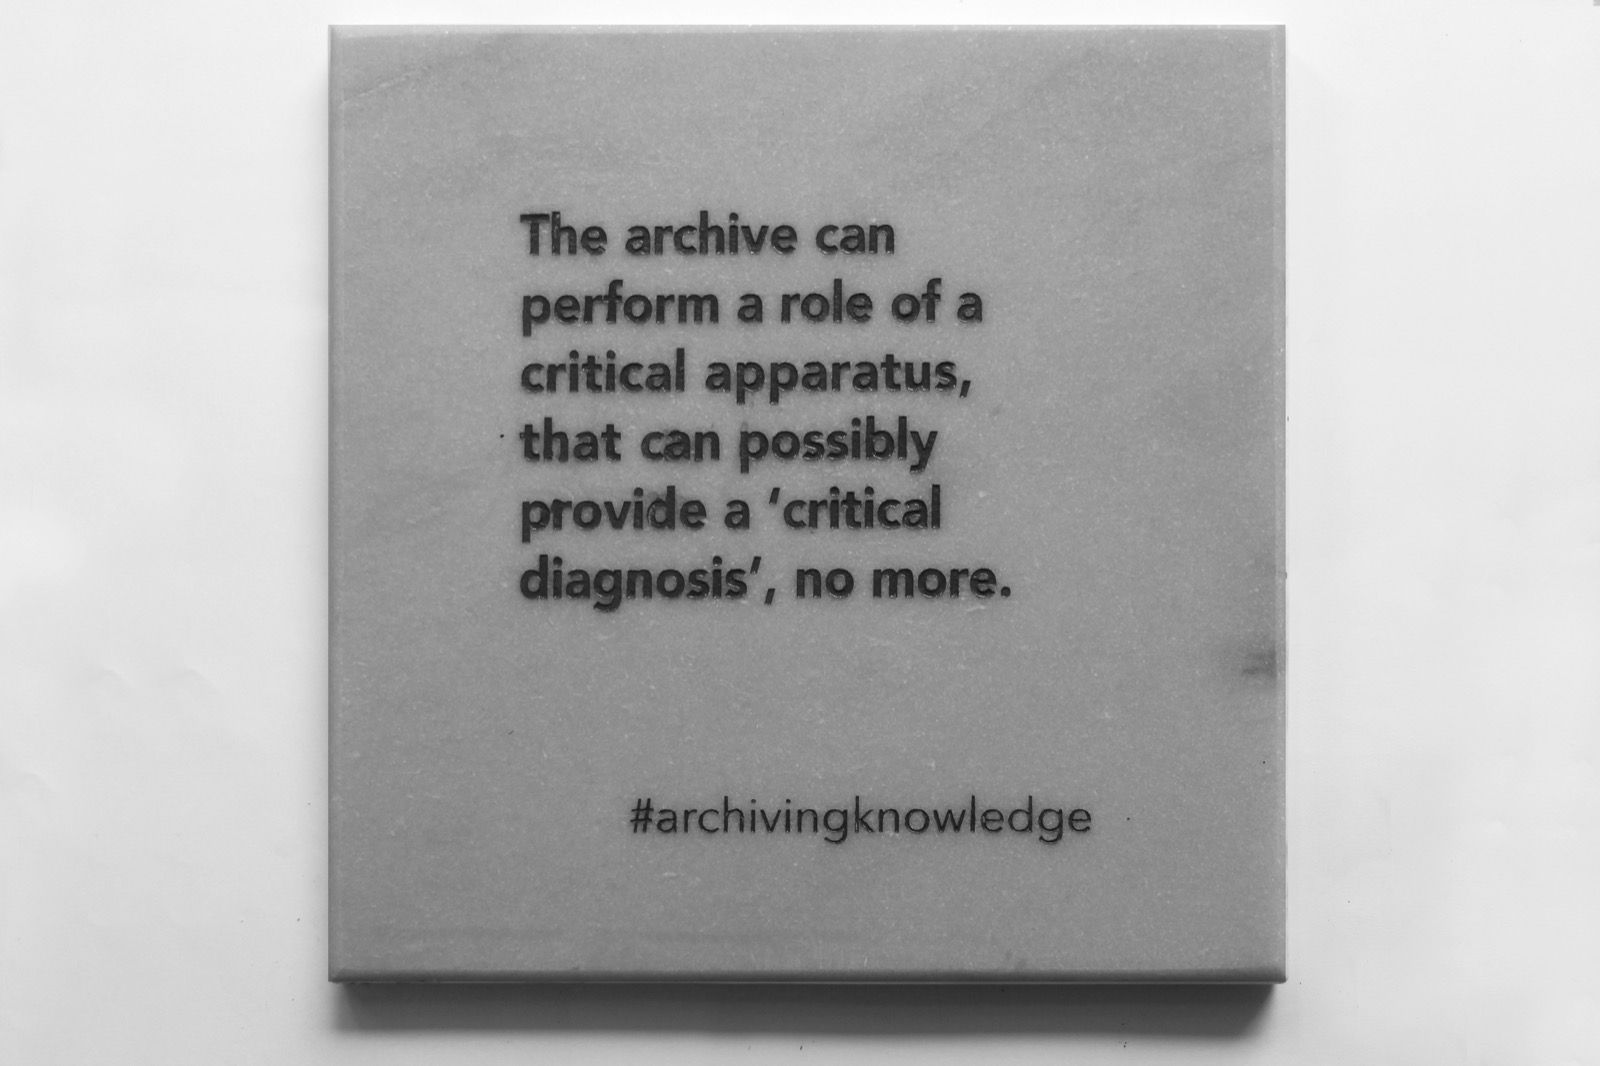 The archive can
perform a role of a
critical apparatus,
that can possibly
provide a ‘critical
diagnosis’, no more.
#archivingknowledge